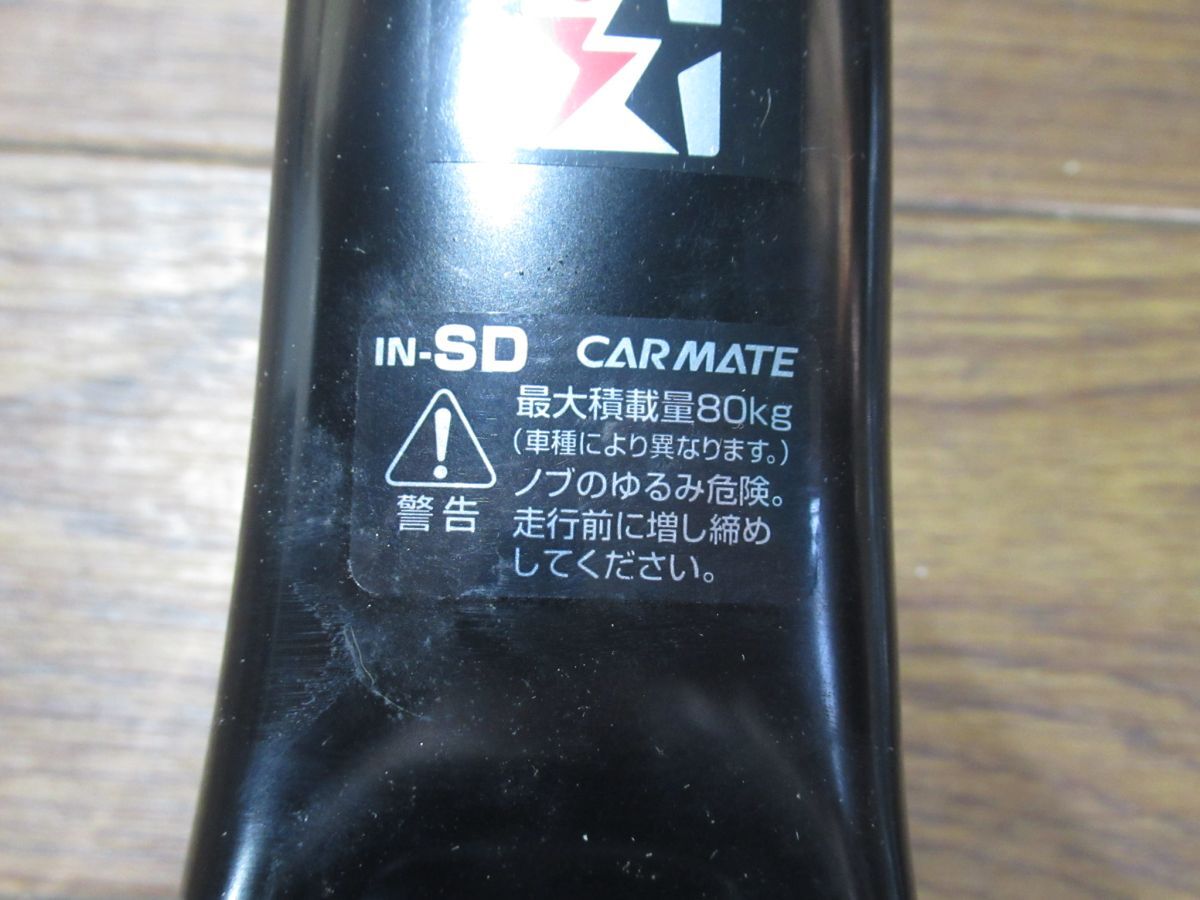 IN-SD CARMATE
最大積載量80kg
(車種により異なります。)
ノブのゆるみ危険。
走行前に増し締め
してください。
警告